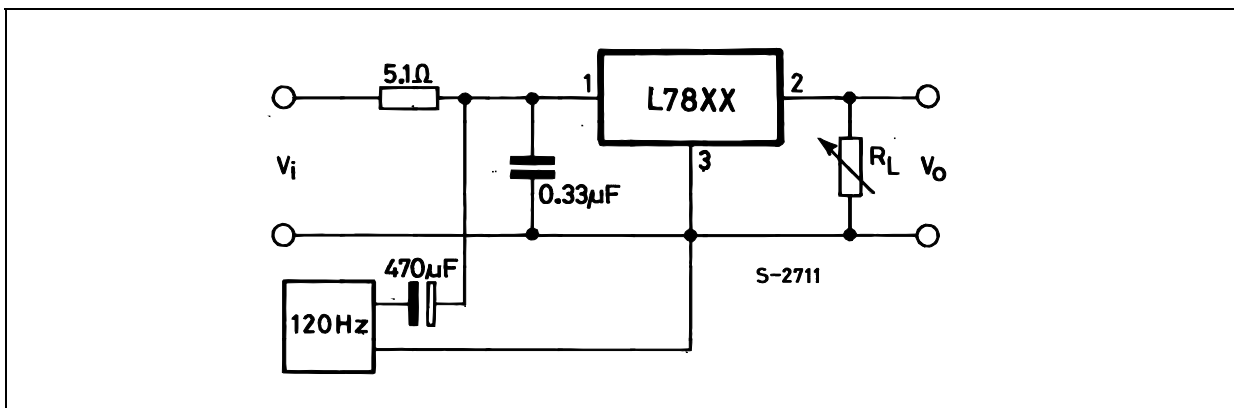 5.1Ω
1
L78XX
2
3
Vi
0.33µF
RL
Vo
S-2711
470µF
120Hz